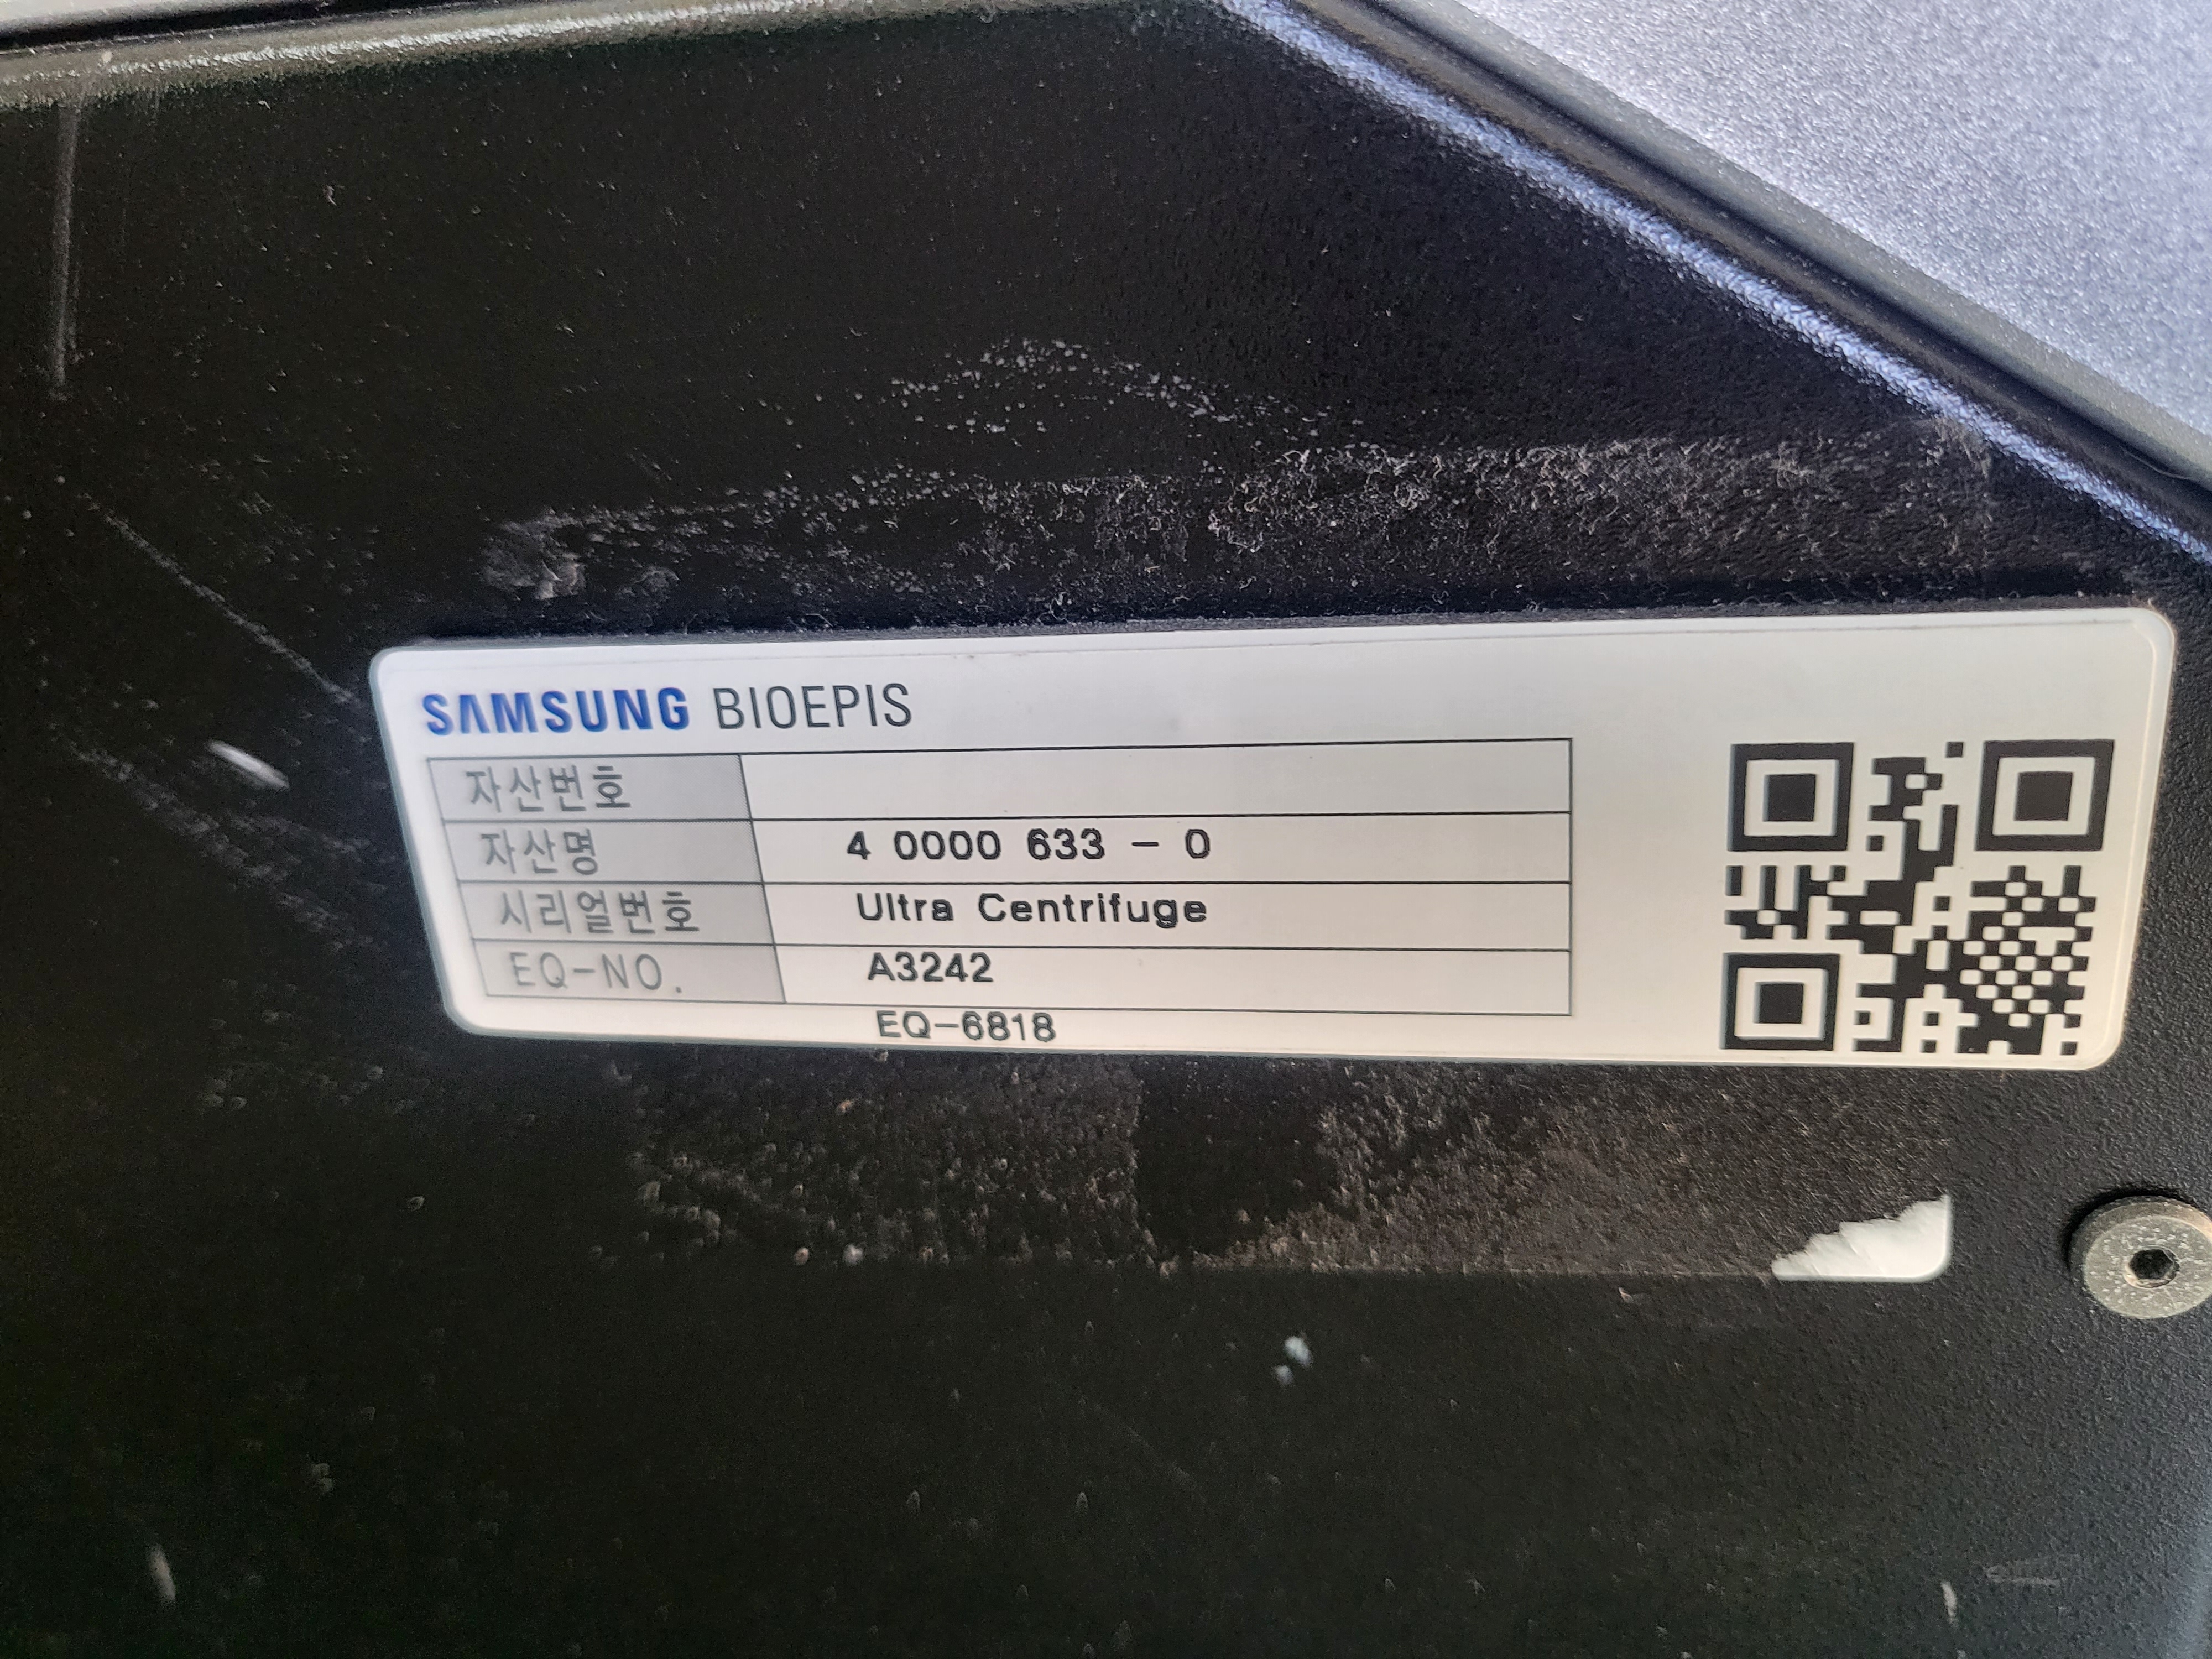 SAMSUNG BIOEPIS
자산번호
자산명 4 0000 633 - 0
시리얼번호 Ultra Centrifuge
EQ-NO. A3242
EQ-6818